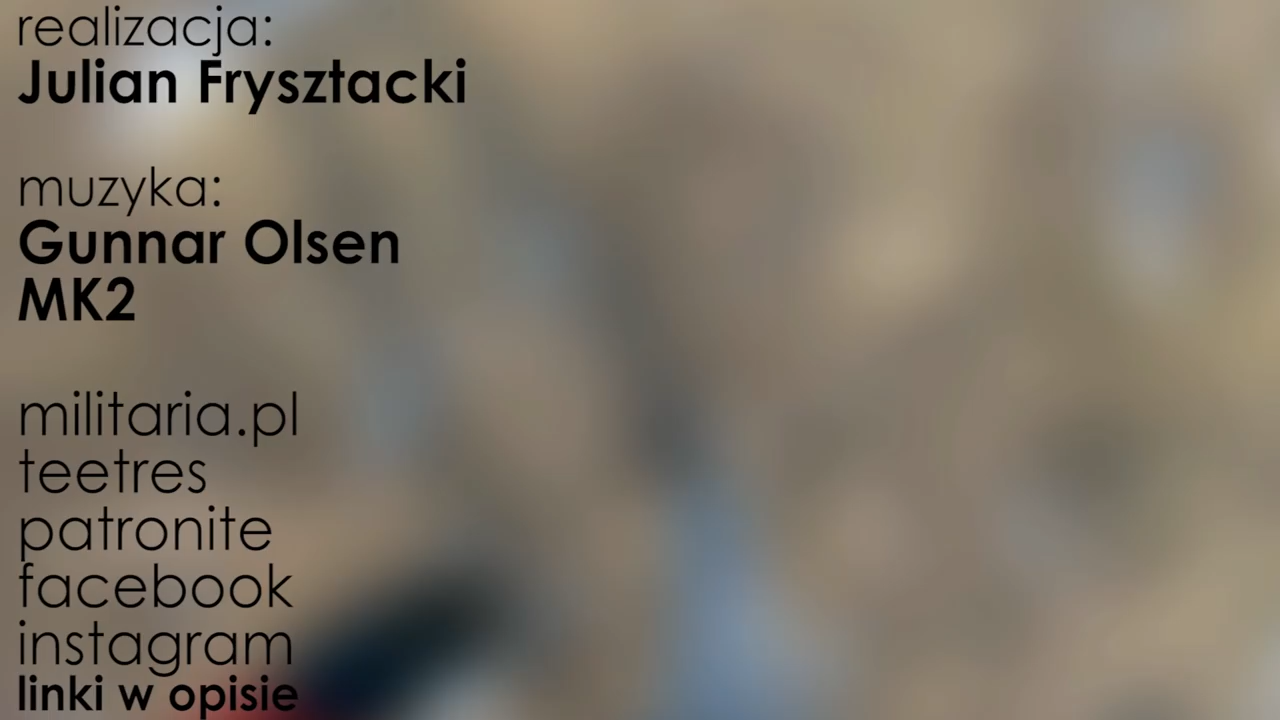 realizacja:
Julian Frysztacki
muzyka:
Gunnar Olsen
MK2
militaria.pl
teetres
patronite
facebook
instagram
linki w opisie